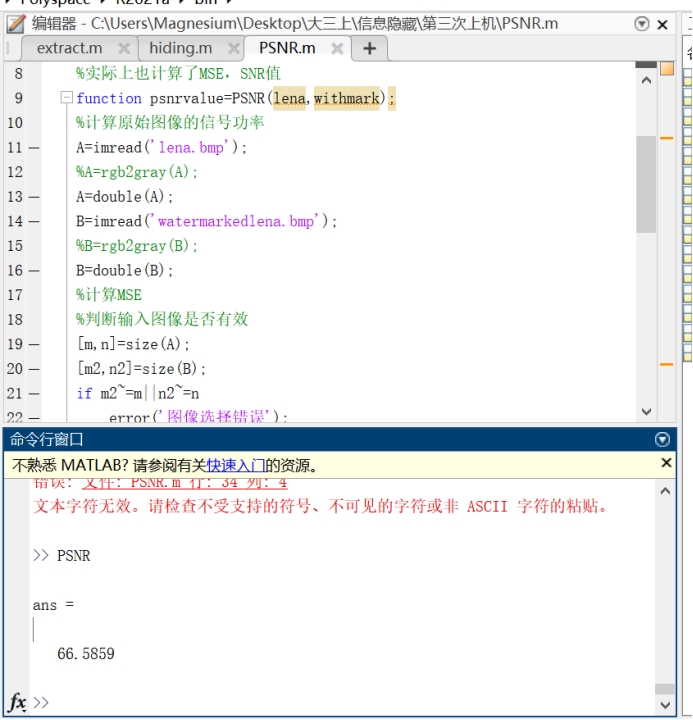 Polyspace ▸ R2021a ▸ bin ▸
编辑器 - C:\Users\Magnesium\Desktop\大三上\信息隐藏\第三次上机\PSNR.m
extract.m hiding.m PSNR.m
8 %实际上也计算了MSE，SNR值
9 function psnrvalue=PSNR(lena,withmark);
10 %计算原始图像的信号功率
11 — A=imread('lena.bmp');
12 %A=rgb2gray(A);
13 — A=double(A);
14 — B=imread('watermarkedlena.bmp');
15 %B=rgb2gray(B);
16 — B=double(B);
17 %计算MSE
18 %判断输入图像是否有效
19 — [m,n]=size(A);
20 — [m2,n2]=size(B);
21 — if m2~=m||n2~=n
22 — error('图像选择错误');
命令行窗口
不熟悉 MATLAB? 请参阅有关快速入门的资源。
错误: 文件: PSNR.m 行: 34 列: 4
文本字符无效。请检查不受支持的符号、不可见的字符或非 ASCII 字符的粘贴。
>> PSNR
ans =
66.5859
fx >>